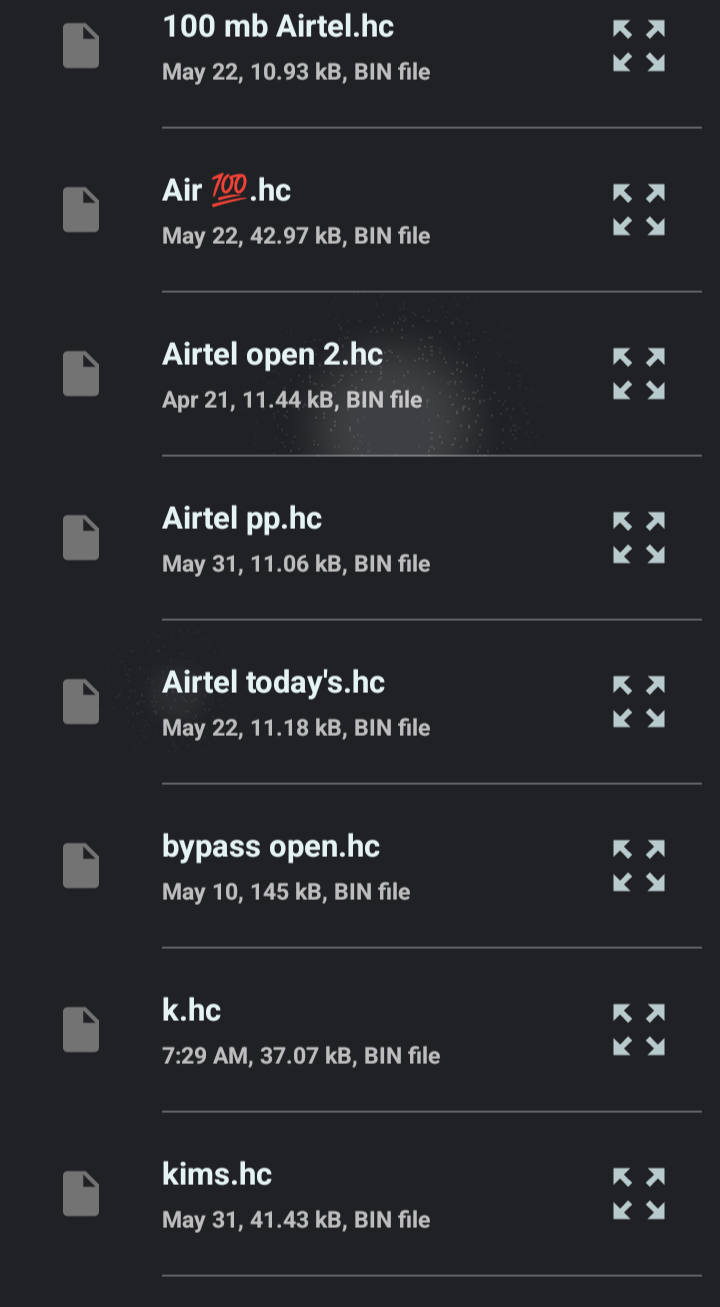 100 mb Airtel.hc
May 22, 10.93 kB, BIN file
Air 💯.hc
May 22, 42.97 kB, BIN file
Airtel open 2.hc
Apr 21, 11.44 kB, BIN file
Airtel pp.hc
May 31, 11.06 kB, BIN file
Airtel today's.hc
May 22, 11.18 kB, BIN file
bypass open.hc
May 10, 145 kB, BIN file
k.hc
7:29 AM, 37.07 kB, BIN file
kims.hc
May 31, 41.43 kB, BIN file